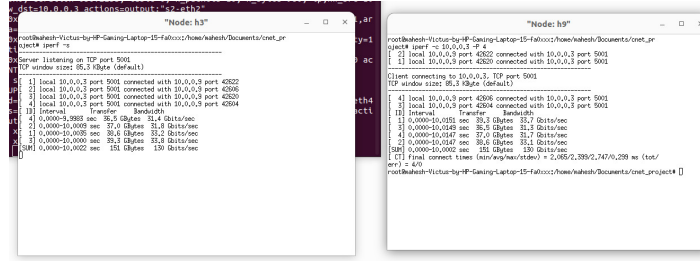 _dst=10.0.0.3 actions=output:"s2-eth2"
"Node: h3"
root@mahesh-Victus-by-HP-Gaming-Laptop-15-fa0xxx:/home/mahesh/Documents/cnet_pr
oject# iperf -s
------------------------------------------------------------
Server listening on TCP port 5001
TCP window size: 85.3 KByte (default)
------------------------------------------------------------
[  1] local 10.0.0.3 port 5001 connected with 10.0.0.9 port 42622
[  2] local 10.0.0.3 port 5001 connected with 10.0.0.9 port 42606
[  3] local 10.0.0.3 port 5001 connected with 10.0.0.9 port 42620
[  4] local 10.0.0.3 port 5001 connected with 10.0.0.9 port 42604
[ ID] Interval       Transfer     Bandwidth
[  4] 0.0000-9.9983 sec  36.5 GBytes  31.4 Gbits/sec
[  2] 0.0000-10.0009 sec  37.0 GBytes  31.8 Gbits/sec
[  1] 0.0000-10.0035 sec  38.6 GBytes  33.2 Gbits/sec
[  3] 0.0000-10.0000 sec  39.3 GBytes  33.8 Gbits/sec
[SUM] 0.0000-10.0022 sec   151 GBytes   130 Gbits/sec
"Node: h9"
root@mahesh-Victus-by-HP-Gaming-Laptop-15-fa0xxx:/home/mahesh/Documents/cnet_pr
oject# iperf -c 10.0.0.3 -P 4
[  2] local 10.0.0.9 port 42622 connected with 10.0.0.3 port 5001
[  1] local 10.0.0.9 port 42620 connected with 10.0.0.3 port 5001
------------------------------------------------------------
Client connecting to 10.0.0.3, TCP port 5001
TCP window size: 85.3 KByte (default)
------------------------------------------------------------
[  4] local 10.0.0.9 port 42606 connected with 10.0.0.3 port 5001
[  3] local 10.0.0.9 port 42604 connected with 10.0.0.3 port 5001
[ ID] Interval       Transfer     Bandwidth
[  1] 0.0000-10.0151 sec  39.3 GBytes  33.7 Gbits/sec
[  3] 0.0000-10.0149 sec  36.5 GBytes  31.3 Gbits/sec
[  4] 0.0000-10.0147 sec  37.0 GBytes  31.7 Gbits/sec
[  2] 0.0000-10.0147 sec  38.6 GBytes  33.1 Gbits/sec
[SUM] 0.0000-10.0002 sec   151 GBytes   130 Gbits/sec
[ CT] final connect times (min/avg/max/stdev) = 2.065/2.399/2.747/0.299 ms (tot/
err) = 4/0
root@mahesh-Victus-by-HP-Gaming-Laptop-15-fa0xxx:/home/mahesh/Documents/cnet_project#